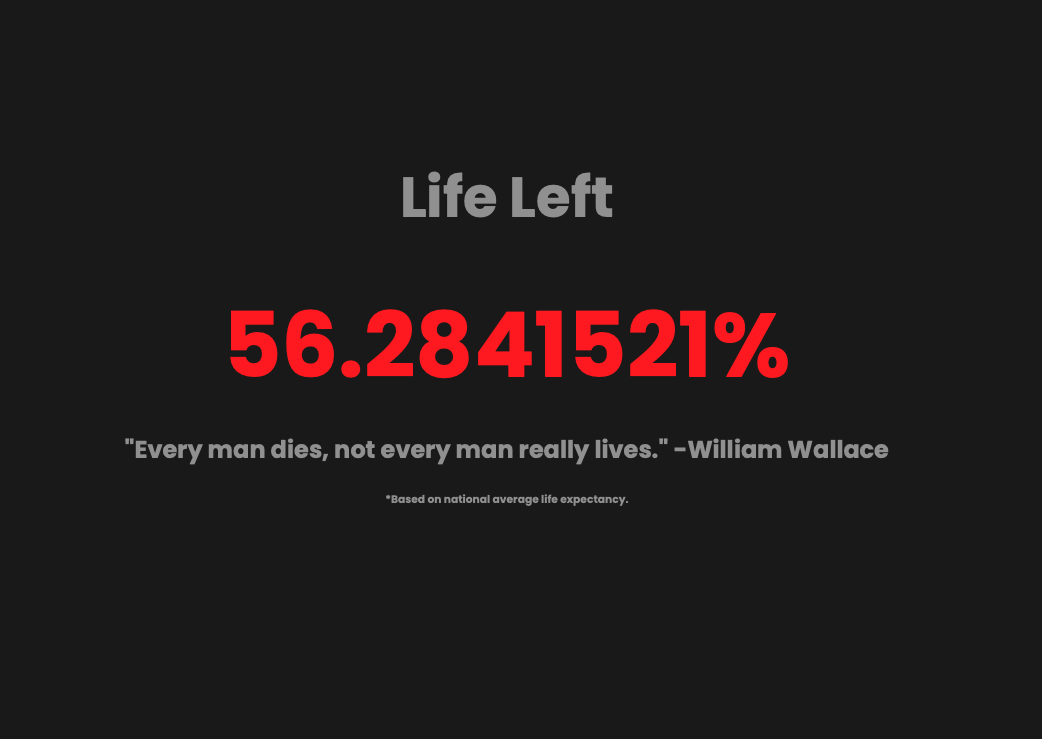 Life Left
56.2841521%
"Every man dies, not every man really lives." -William Wallace
*Based on national average life expectancy.